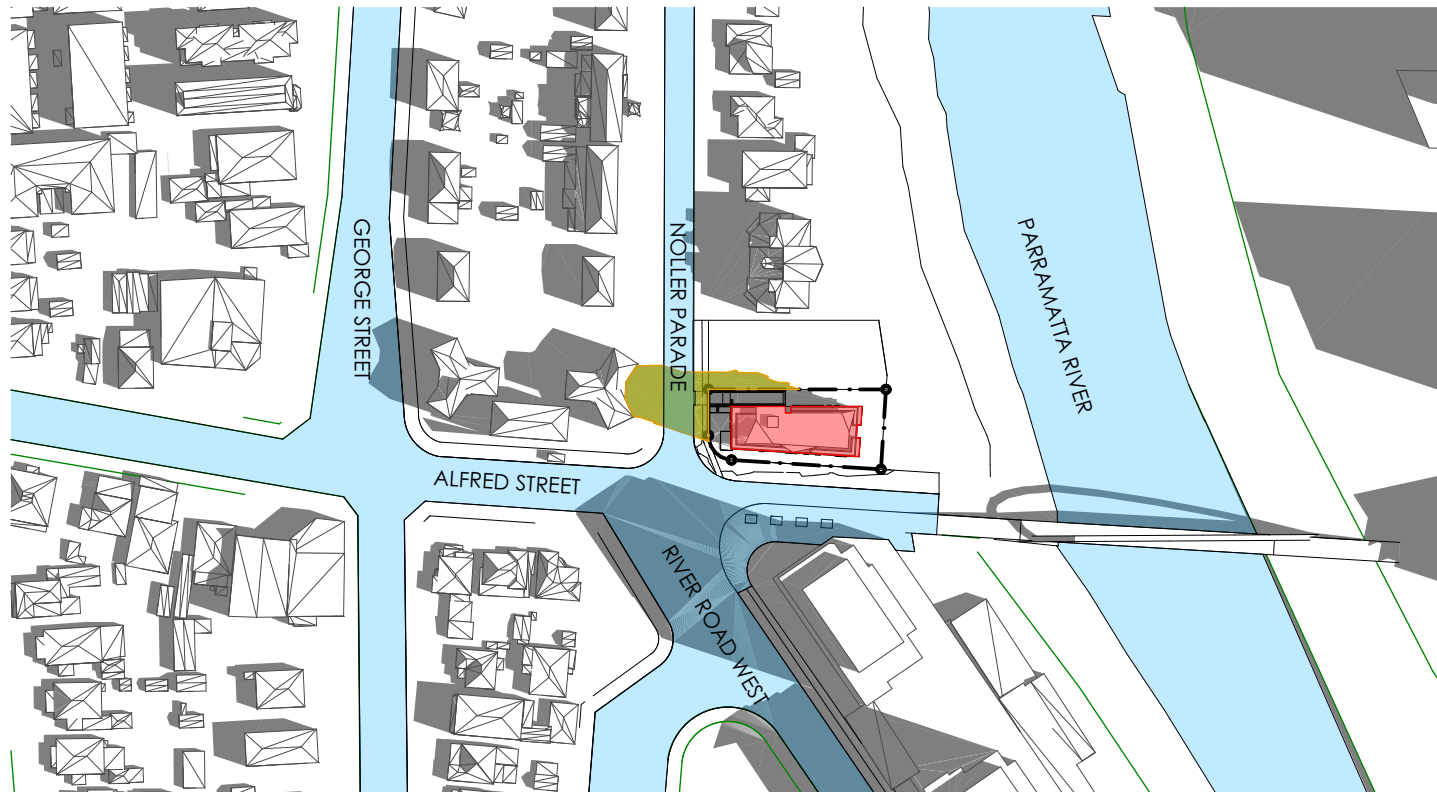 GEORGE STREET
NOLLER PARADE
PARRAMATTA RIVER
ALFRED STREET
RIVER ROAD WEST